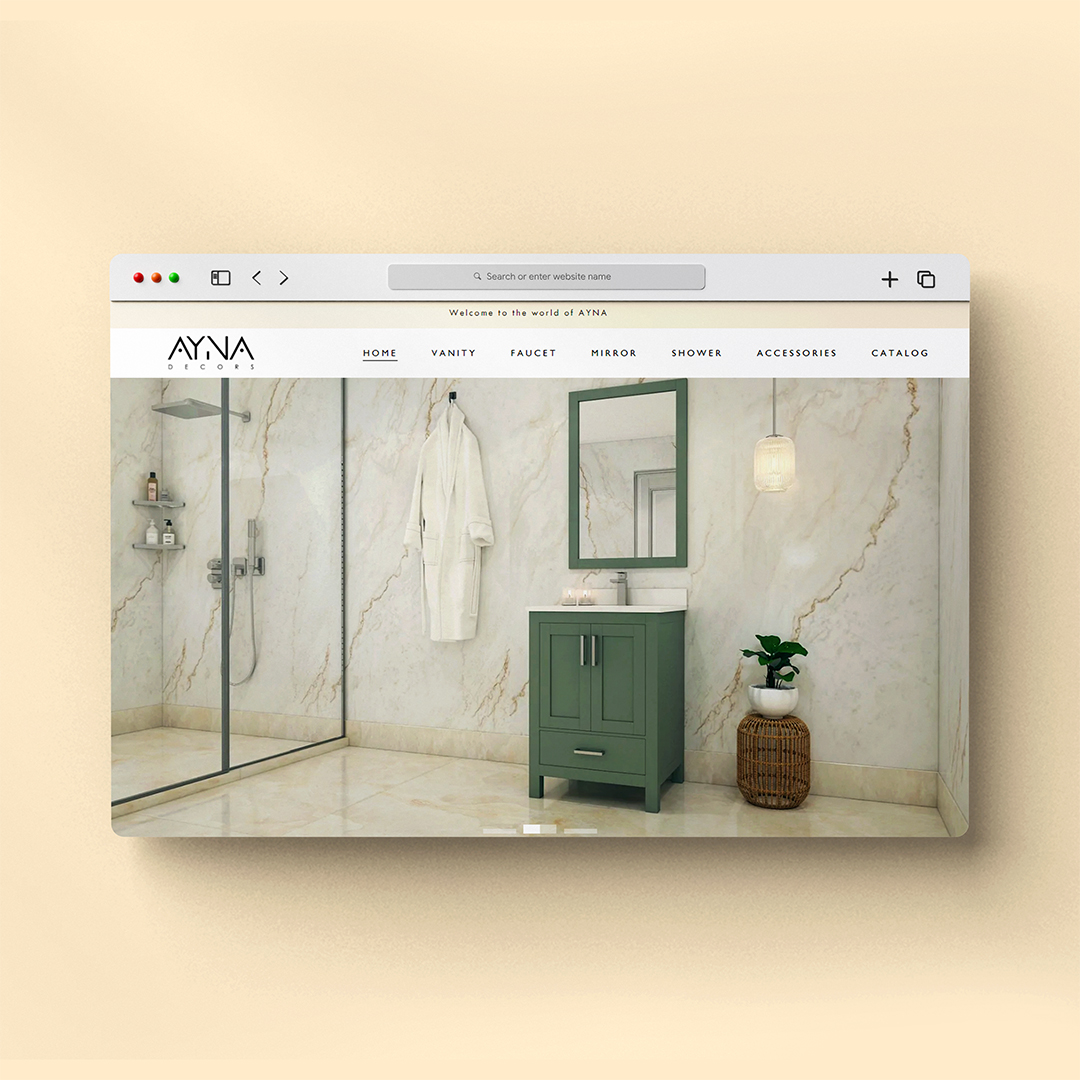 Search or enter website name
Welcome to the world of AYNA
AYNA
DECORS
HOME VANITY FAUCET MIRROR SHOWER ACCESSORIES CATALOG